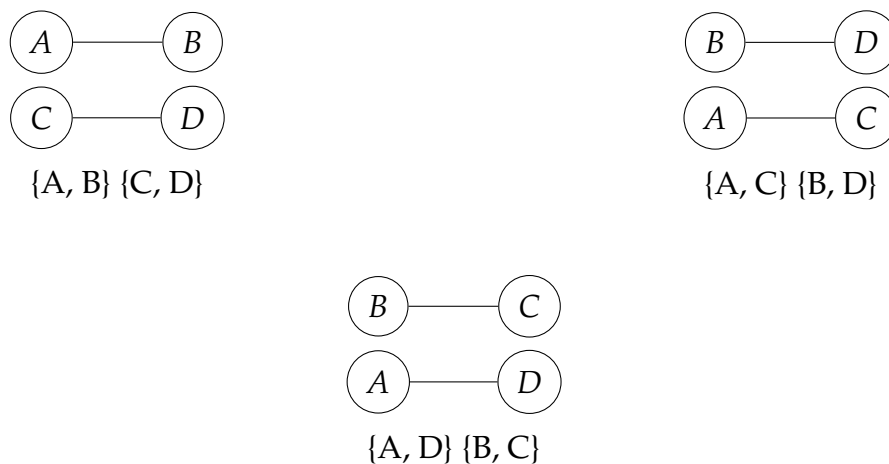 A B
C D
{A, B} {C, D}
B D
A C
{A, C} {B, D}
B C
A D
{A, D} {B, C}